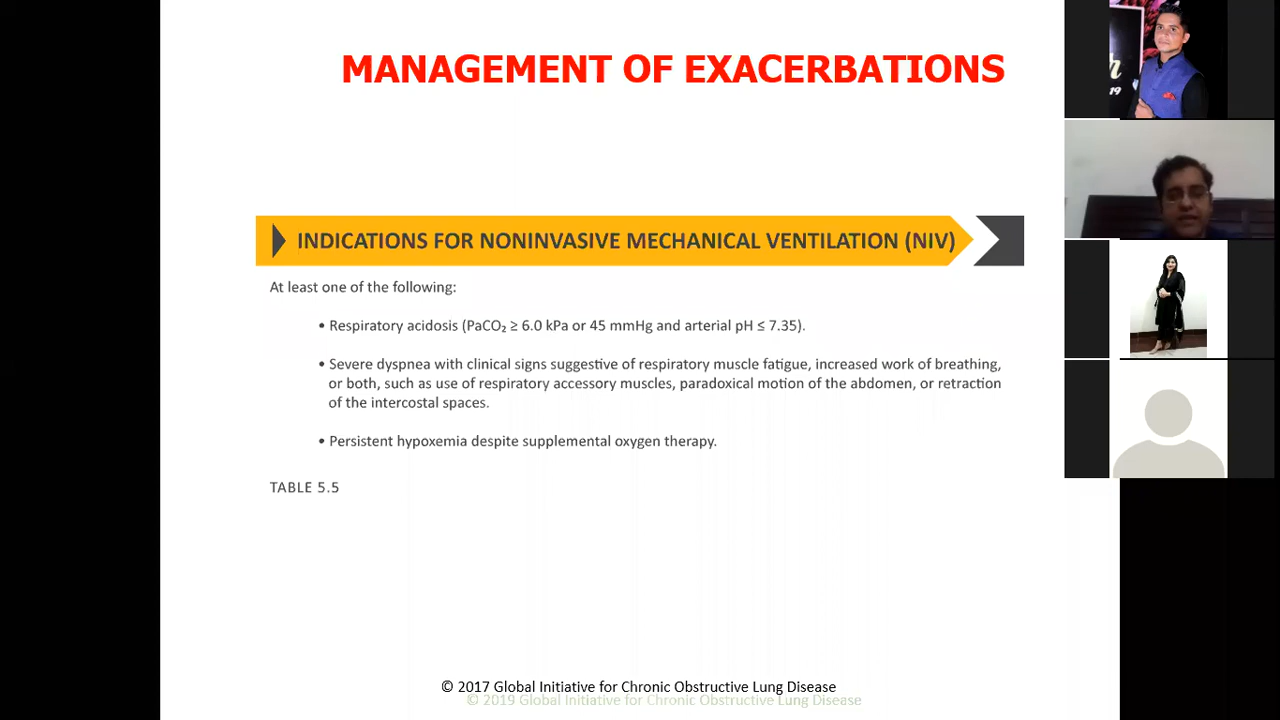 MANAGEMENT OF EXACERBATIONS
INDICATIONS FOR NONINVASIVE MECHANICAL VENTILATION (NIV)
At least one of the following:
• Respiratory acidosis (PaCO₂ ≥ 6.0 kPa or 45 mmHg and arterial pH ≤ 7.35).
• Severe dyspnea with clinical signs suggestive of respiratory muscle fatigue, increased work of breathing,
or both, such as use of respiratory accessory muscles, paradoxical motion of the abdomen, or retraction
of the intercostal spaces.
• Persistent hypoxemia despite supplemental oxygen therapy.
TABLE 5.5
© 2017 Global Initiative for Chronic Obstructive Lung Disease
© 2019 Global Initiative for Chronic Obstructive Lung Disease
h
19